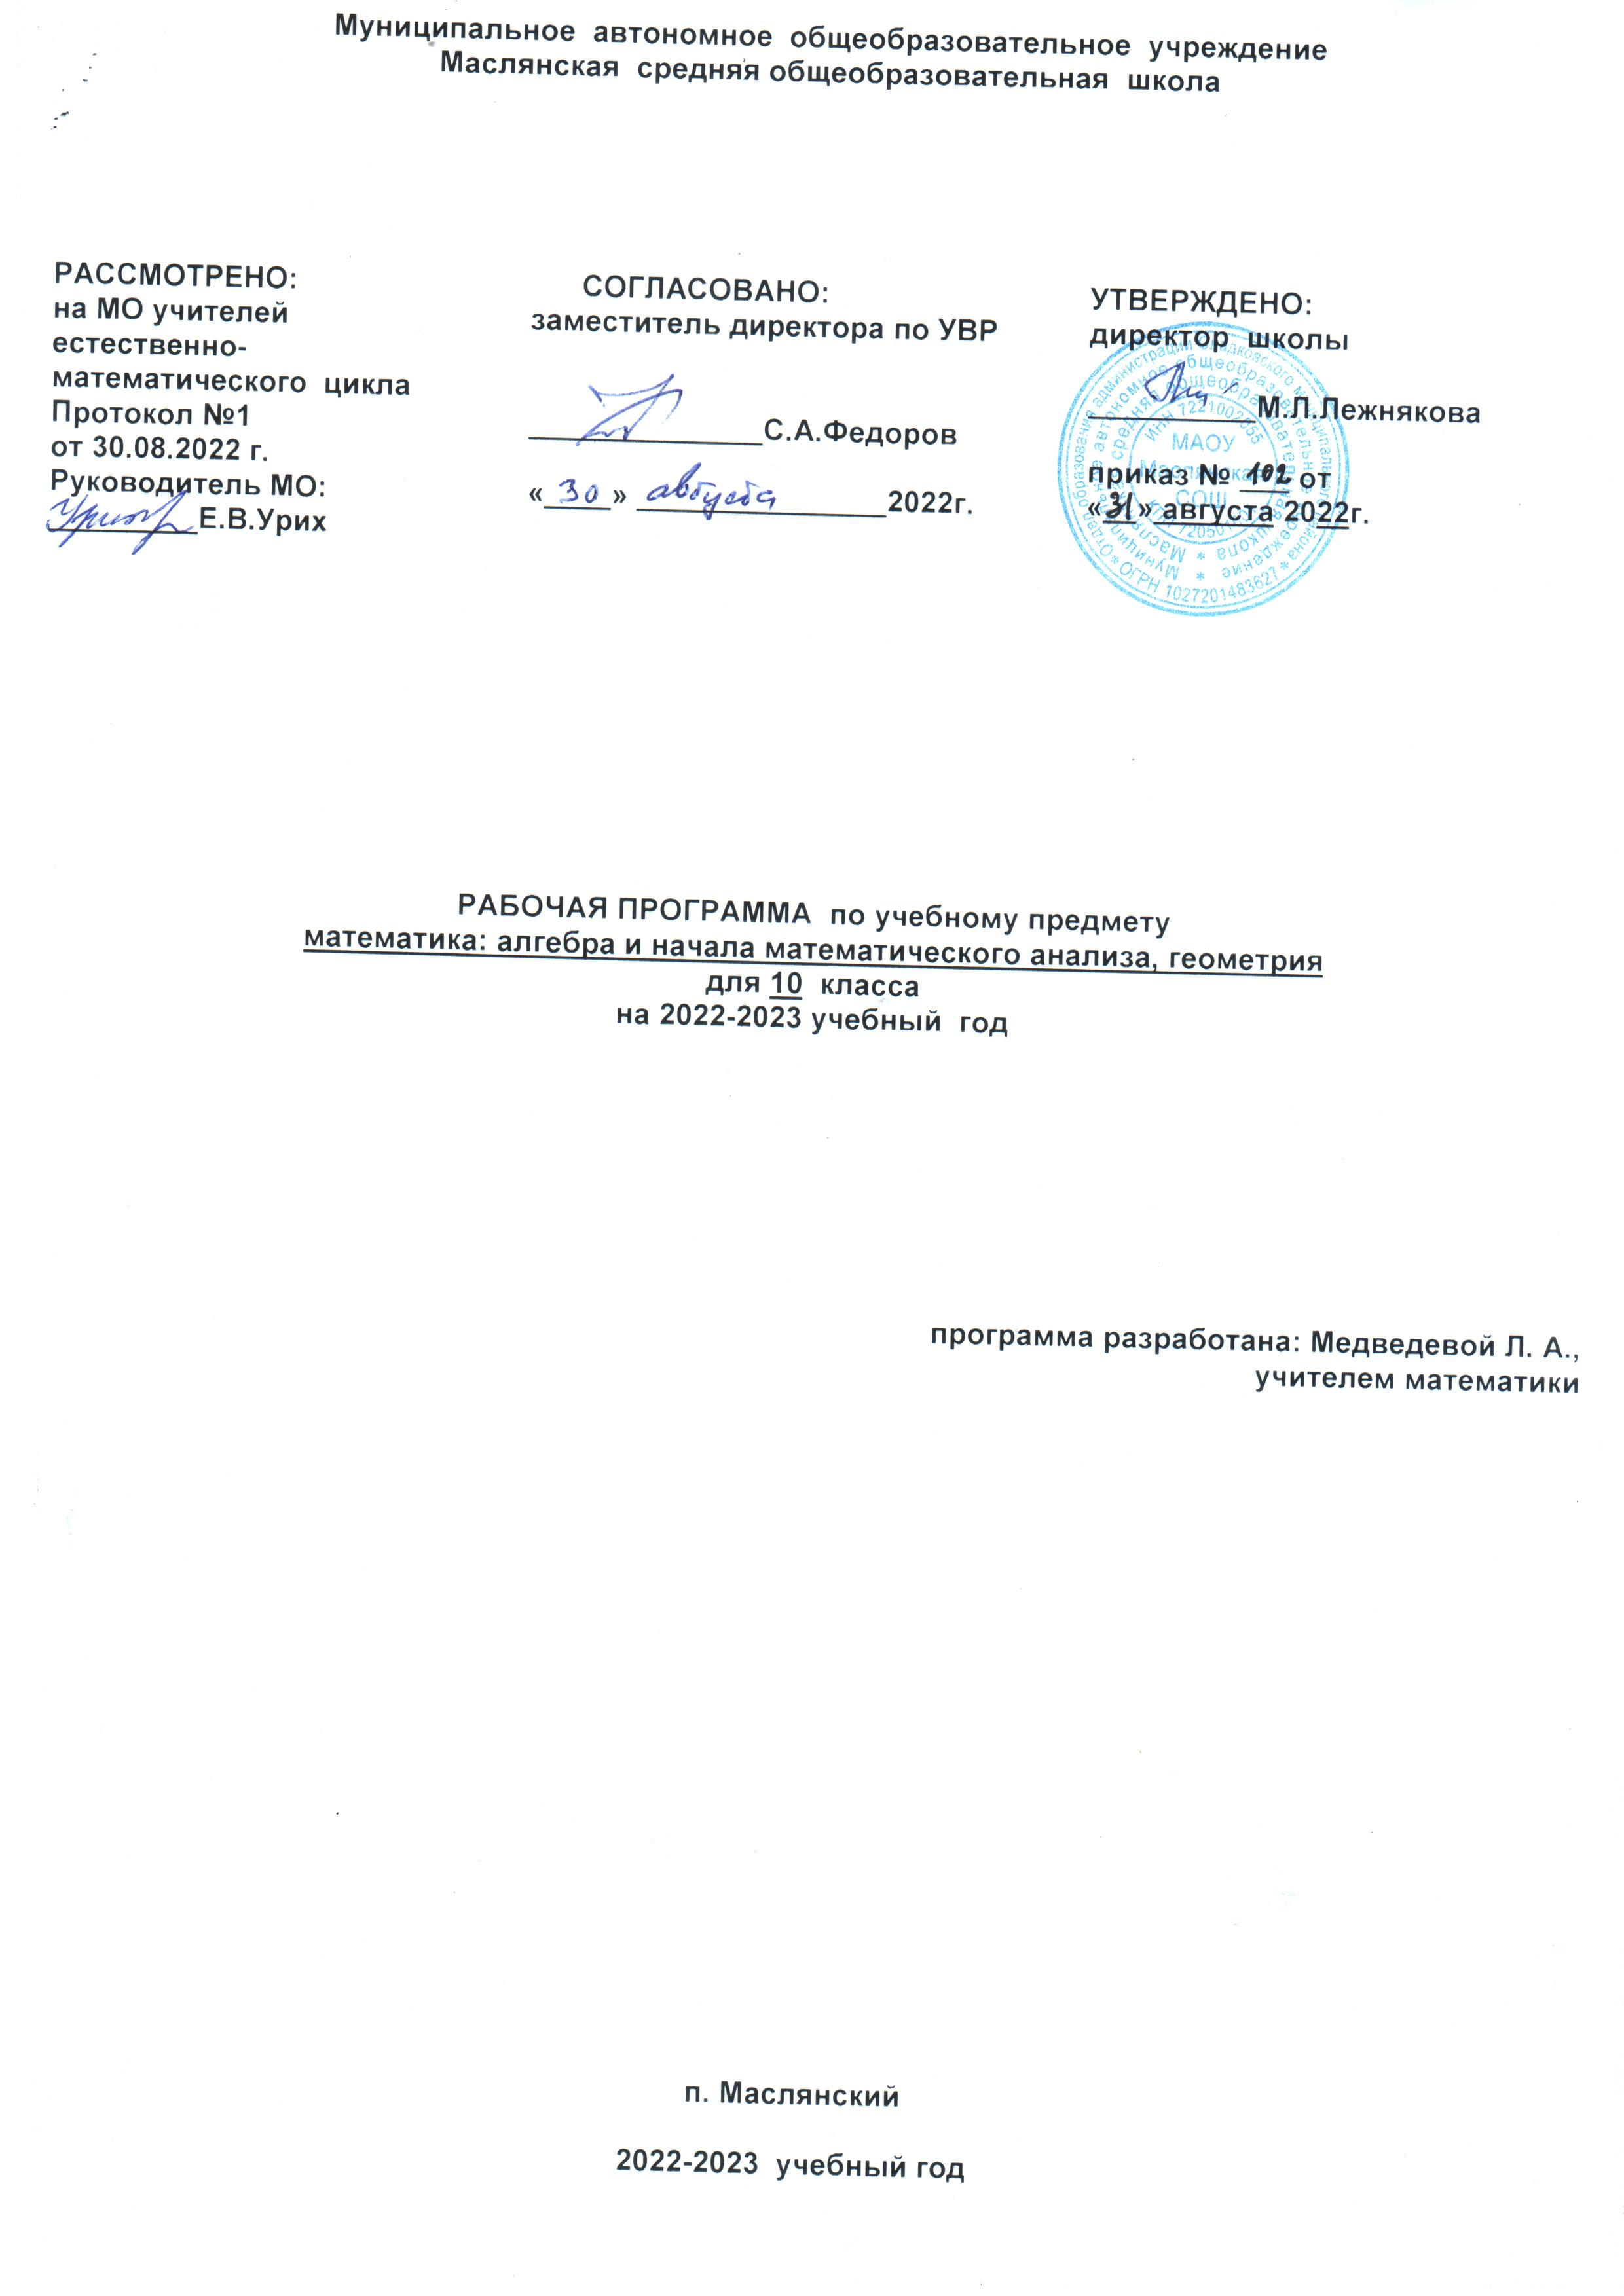 Муниципальное автономное общеобразовательное учреждение
Маслянская средняя общеобразовательная школа
РАССМОТРЕНО:
на МО учителей
естественно-
математического цикла
Протокол №1
от 30.08.2022 г.
Руководитель МО:
Е.В.Урих
СОГЛАСОВАНО:
заместитель директора по УВР
С.А.Федоров
«30» августа 2022г.
УТВЕРЖДЕНО:
директор школы
М.Л.Лежнякова
приказ № 102 от
«31» августа 2022г.
МАОУ
Маслянская
СОШ
ОГРН 1027201483627
РАБОЧАЯ ПРОГРАММА по учебному предмету
математика: алгебра и начала математического анализа, геометрия
для 10 класса
на 2022-2023 учебный год
программа разработана: Медведевой Л. А.,
учителем математики
п. Маслянский
2022-2023 учебный год